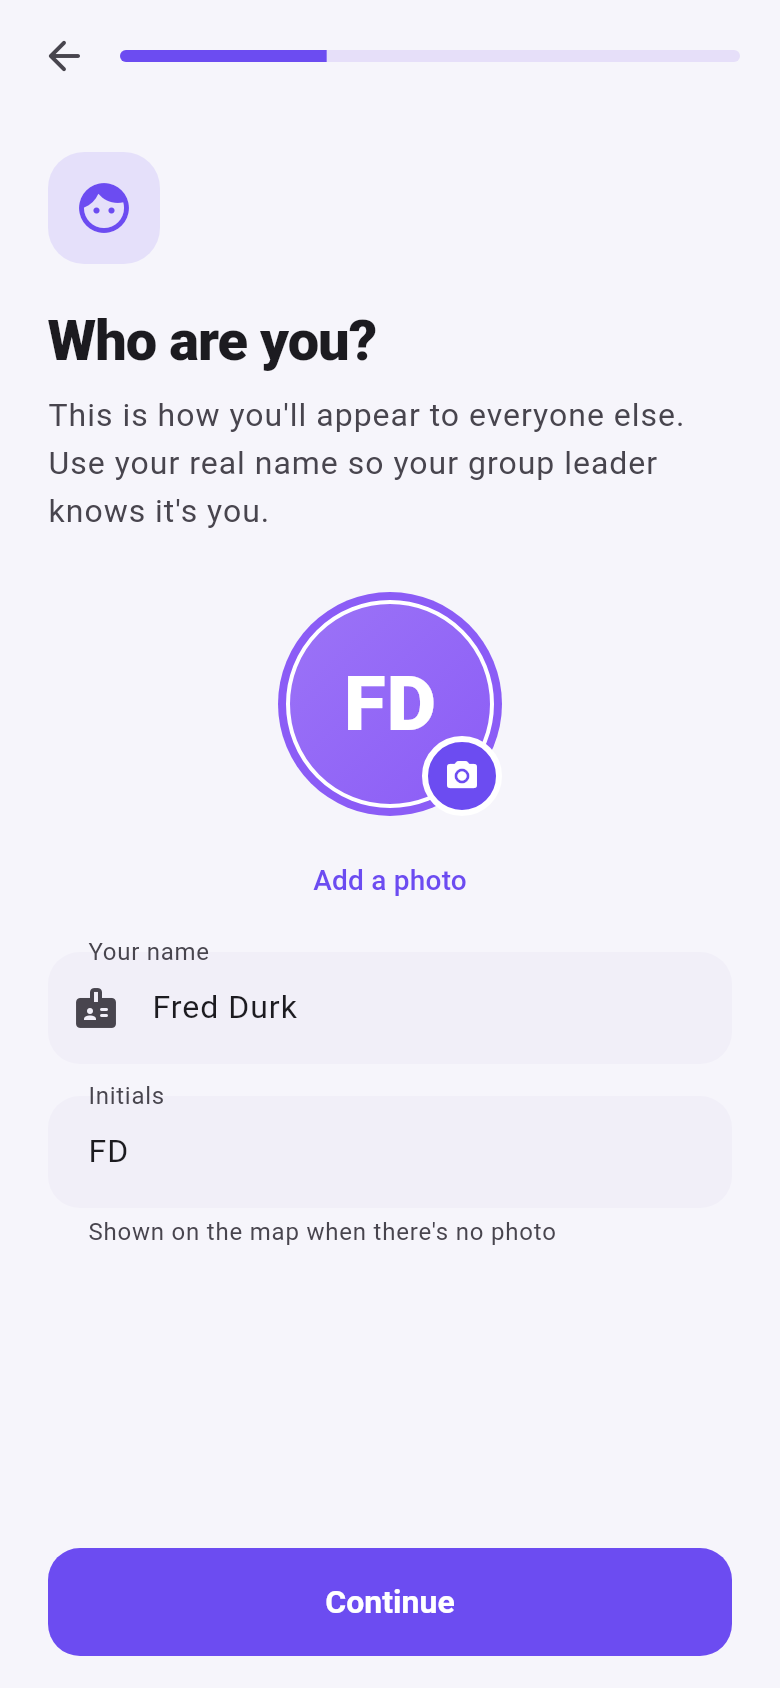 Who are you?
This is how you'll appear to everyone else.
Use your real name so your group leader
knows it's you.
FD
Add a photo
Your name
Fred Durk
Initials
FD
Shown on the map when there's no photo
Continue